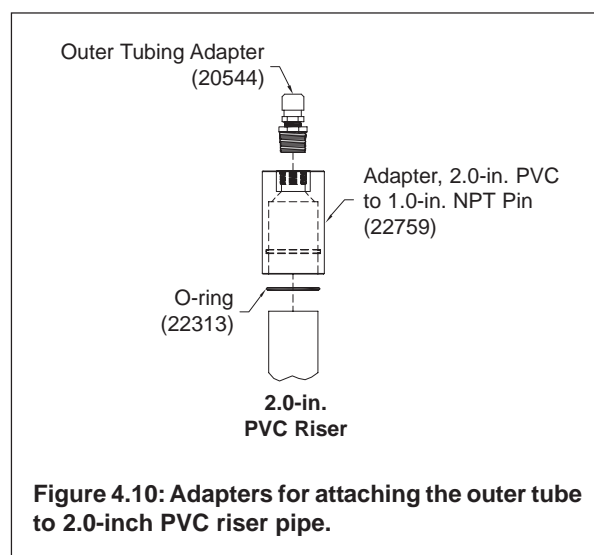 Outer Tubing Adapter
(20544)
Adapter, 2.0-in. PVC
to 1.0-in. NPT Pin
(22759)
O-ring
(22313)
2.0-in.
PVC Riser
Figure 4.10: Adapters for attaching the outer tube
to 2.0-inch PVC riser pipe.